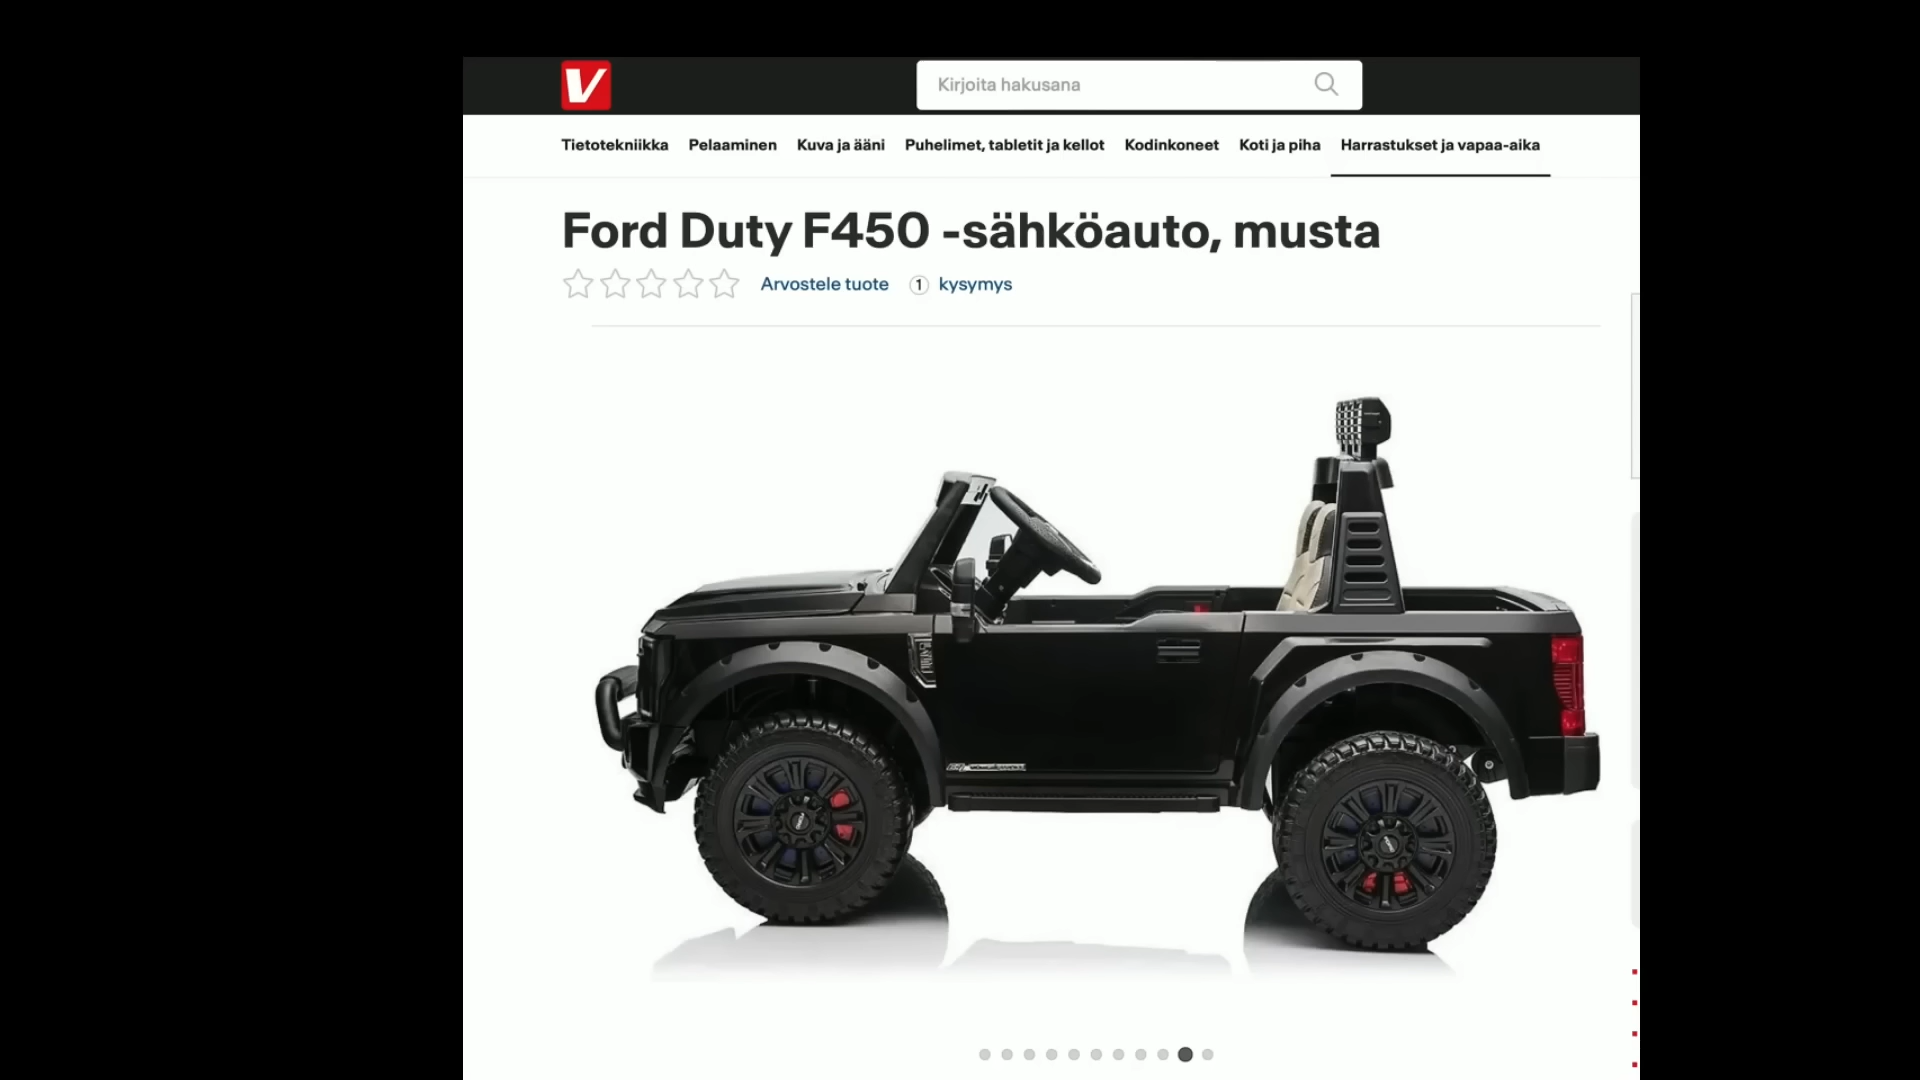 V
Kirjoita hakusana
Tietotekniikka Pelaaminen Kuva ja ääni Puhelimet, tabletit ja kellot Kodinkoneet Koti ja piha Harrastukset ja vapaa-aika
Ford Duty F450 -sähköauto, musta
Arvostele tuote 1 kysymys